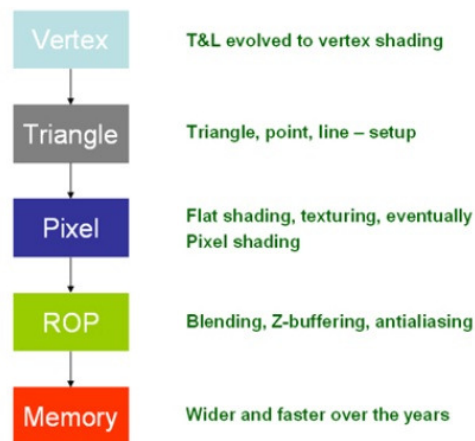 Vertex
T&L evolved to vertex shading
Triangle
Triangle, point, line – setup
Pixel
Flat shading, texturing, eventually
Pixel shading
ROP
Blending, Z-buffering, antialiasing
Memory
Wider and faster over the years